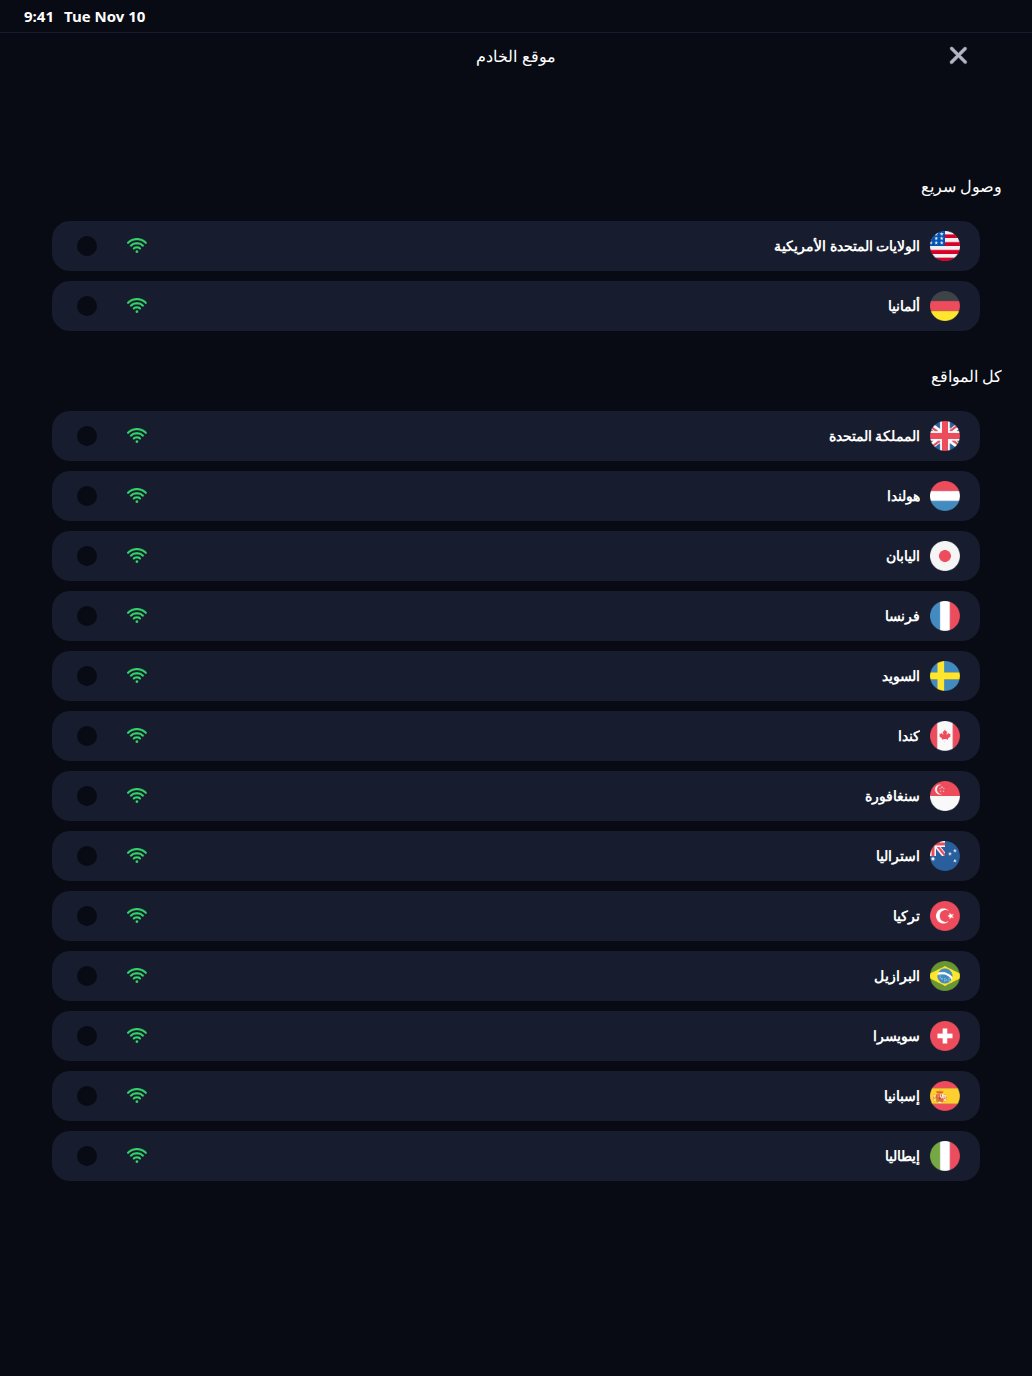 9:41 Tue Nov 10
موقع الخادم
وصول سريع
الولايات المتحدة الأمريكية
ألمانيا
كل المواقع
المملكة المتحدة
هولندا
اليابان
فرنسا
السويد
كندا
سنغافورة
استراليا
تركيا
البرازيل
سويسرا
إسبانيا
إيطاليا